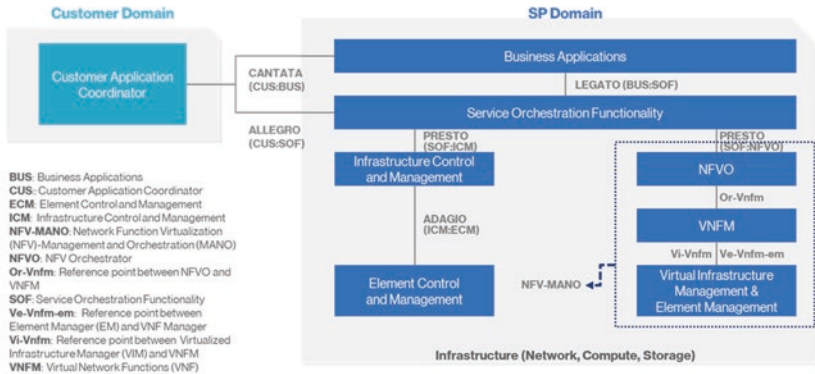 Customer Domain
SP Domain
Customer Application
Coordinator
Business Applications
CANTATA
(CUS:BUS)
LEGATO (BUS:SOF)
Service Orchestration Functionality
ALLEGRO
(CUS:SOF)
PRESTO
(SOF:ICM)
PRESTO
(SOF:NFVO)
Infrastructure Control
and Management
NFVO
Or-Vnfm
ADAGIO
(ICM:ECM)
VNFM
Vi-Vnfm
Ve-Vnfm-em
Element Control
and Management
NFV-MANO
Virtual Infrastructure
Management &
Element Management
Infrastructure (Network, Compute, Storage)
BUS: Business Applications
CUS: Customer Application Coordinator
ECM: Element Control and Management
ICM: Infrastructure Control and Management
NFV-MANO: Network Function Virtualization
(NFV)-Management and Orchestration (MANO)
NFVO: NFV Orchestrator
Or-Vnfm: Reference point between NFVO and
VNFM
SOF: Service Orchestration Functionality
Ve-Vnfm-em: Reference point between
Element Manager (EM) and VNF Manager
Vi-Vnfm: Reference point between Virtualized
Infrastructure Manager (VIM) and VNFM
VNFM: Virtual Network Functions (VNF)